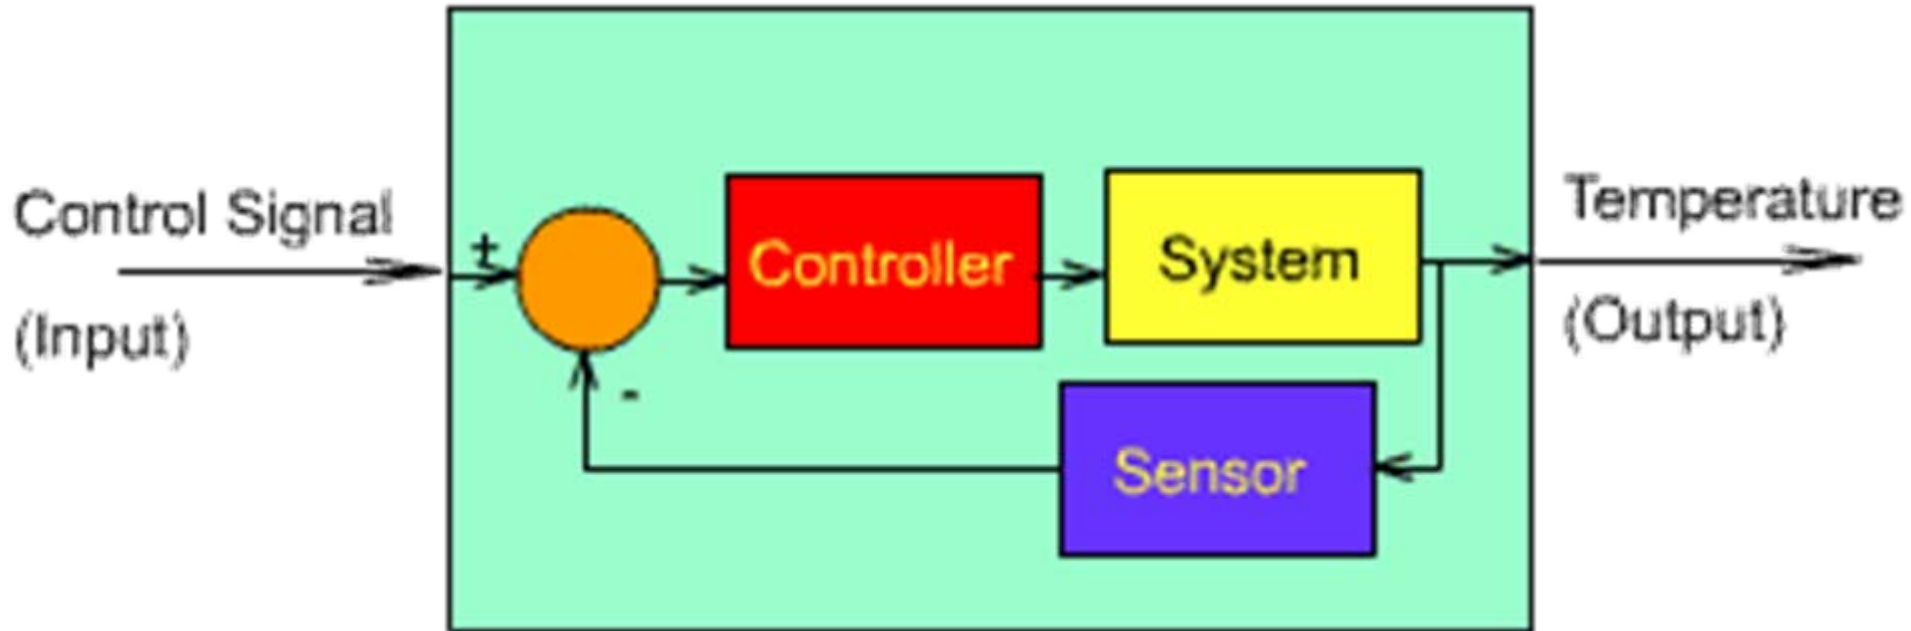 Control Signal
(Input)
+
-
Controller
System
Sensor
Temperature
(Output)